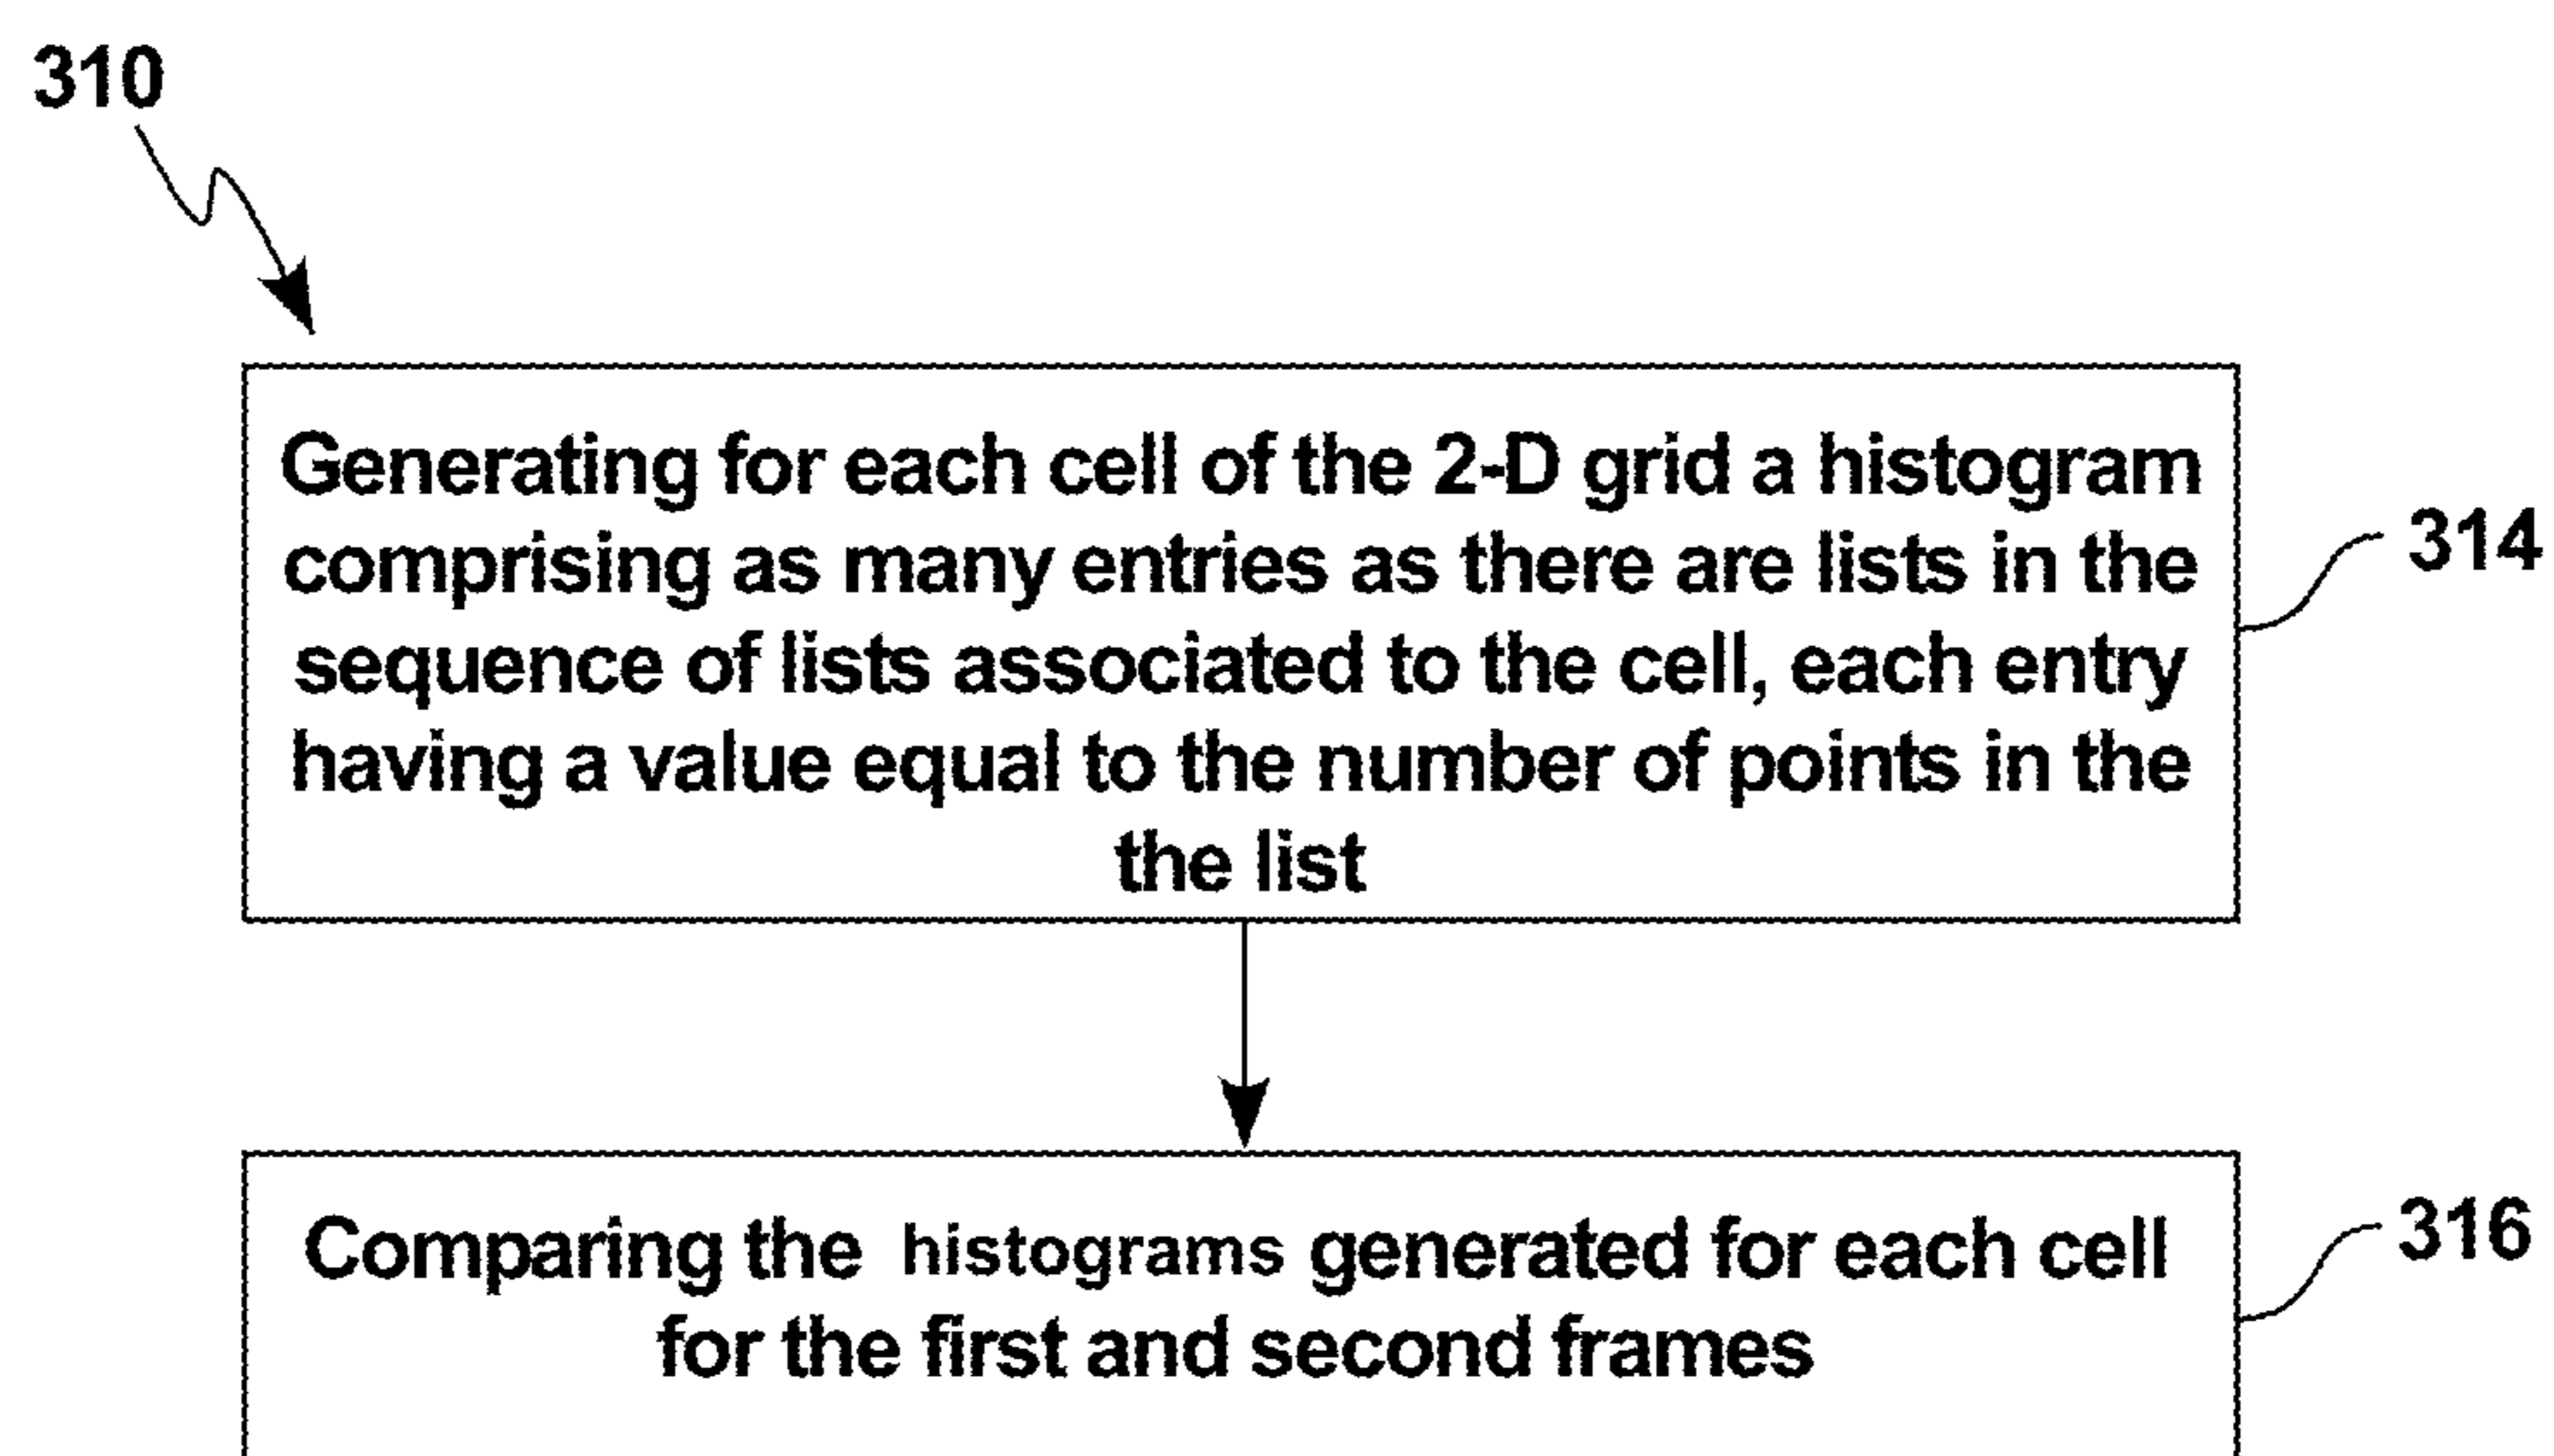 310
Generating for each cell of the 2-D grid a histogram
comprising as many entries as there are lists in the
sequence of lists associated to the cell, each entry
having a value equal to the number of points in the
the list
314
Comparing the histograms generated for each cell
for the first and second frames
316